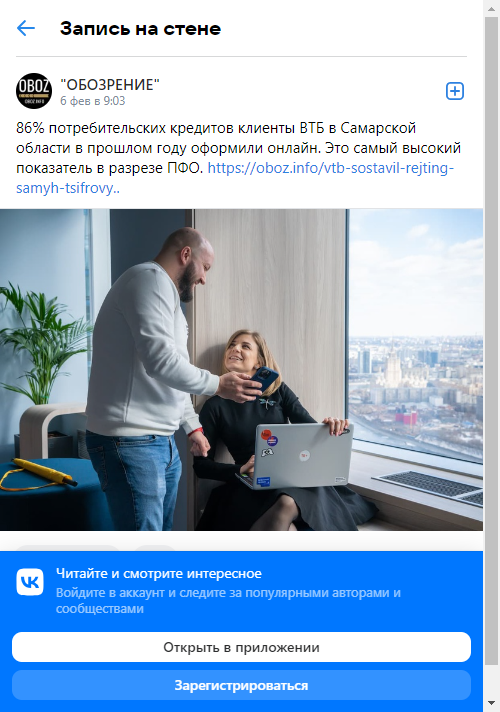 Запись на стене
OBOZ
OBOZ.INFO
"ОБОЗРЕНИЕ"
6 фев в 9:03
86% потребительских кредитов клиенты ВТБ в Самарской
области в прошлом году оформили онлайн. Это самый высокий
показатель в разрезе ПФО. https://oboz.info/vtb-sostavil-rejting-
samyh-tsifrovy..
Читайте и смотрите интересное
Войдите в аккаунт и следите за популярными авторами и
сообществами
Открыть в приложении
Зарегистрироваться